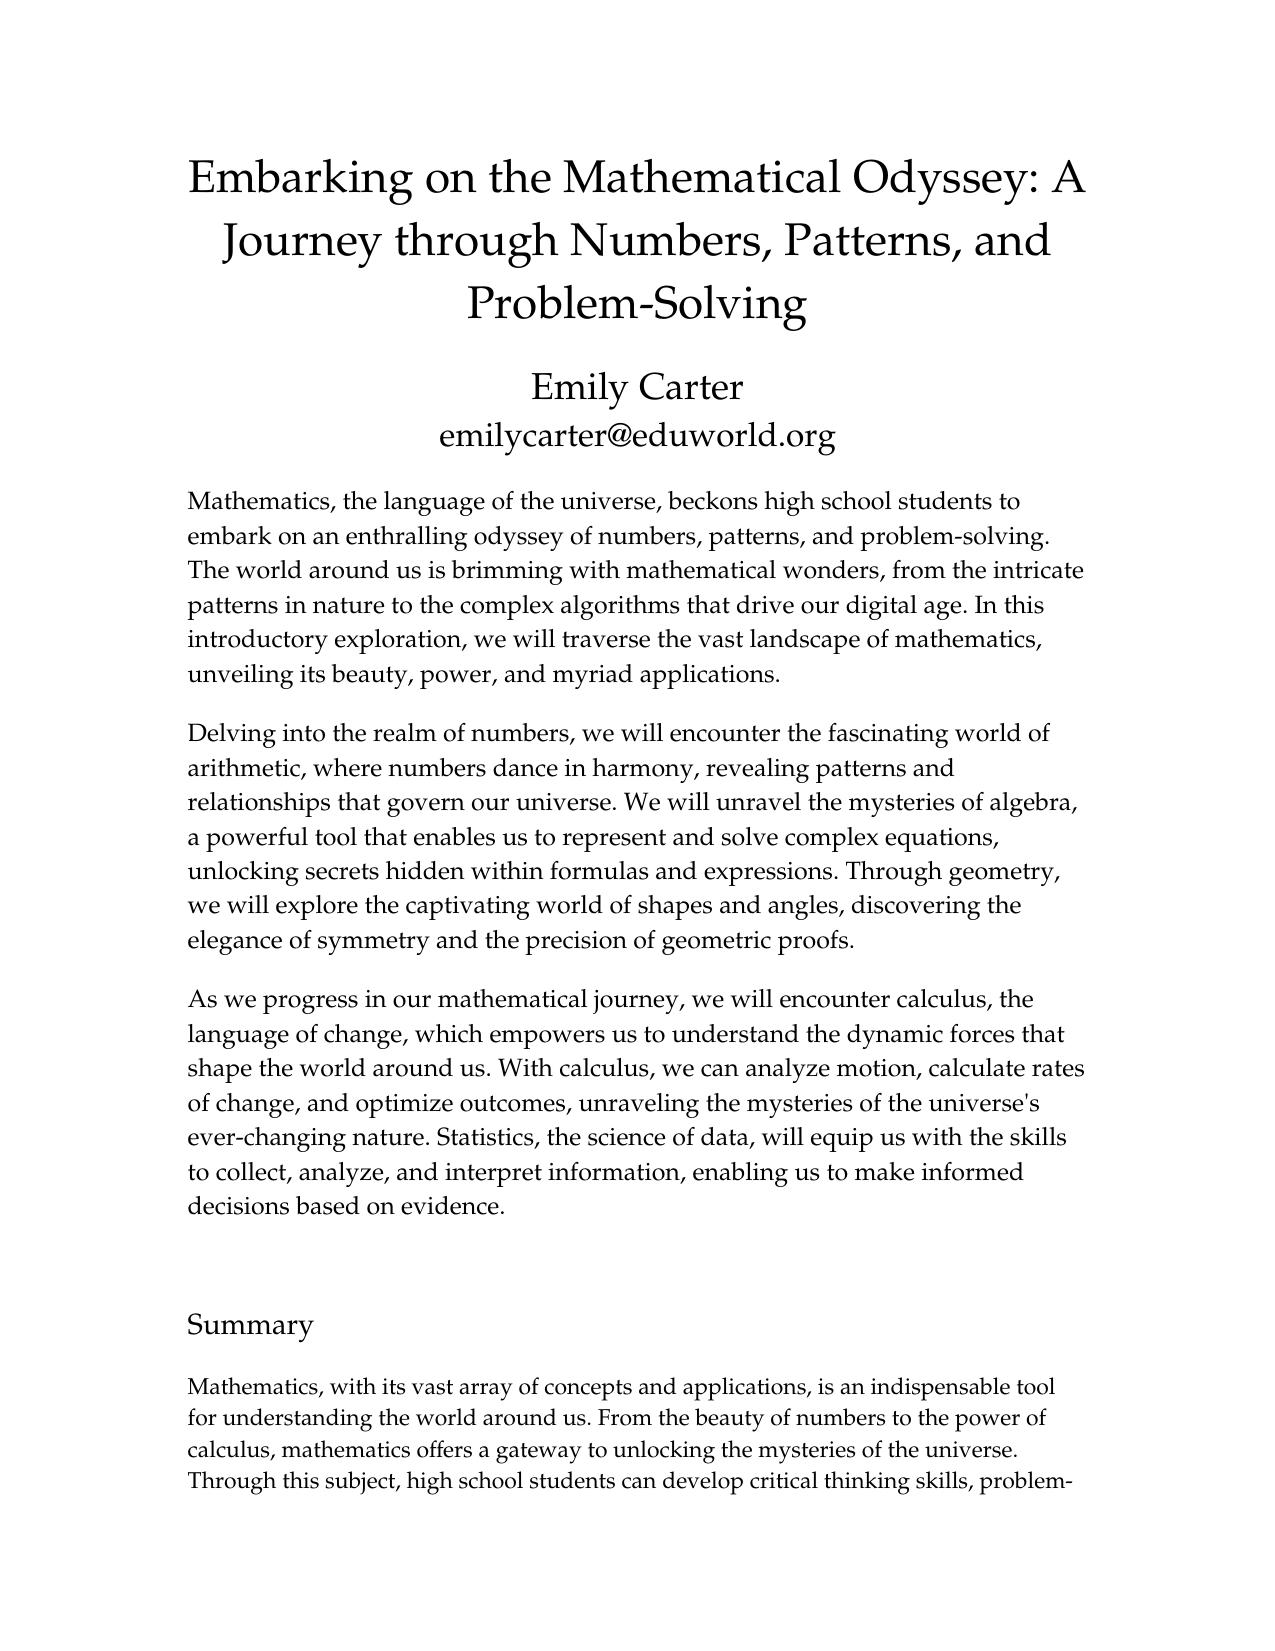 Embarking on the Mathematical Odyssey: A
Journey through Numbers, Patterns, and
Problem-Solving
Emily Carter
emilycarter@eduworld.org
Mathematics, the language of the universe, beckons high school students to
embark on an enthralling odyssey of numbers, patterns, and problem-solving.
The world around us is brimming with mathematical wonders, from the intricate
patterns in nature to the complex algorithms that drive our digital age. In this
introductory exploration, we will traverse the vast landscape of mathematics,
unveiling its beauty, power, and myriad applications.
Delving into the realm of numbers, we will encounter the fascinating world of
arithmetic, where numbers dance in harmony, revealing patterns and
relationships that govern our universe. We will unravel the mysteries of algebra,
a powerful tool that enables us to represent and solve complex equations,
unlocking secrets hidden within formulas and expressions. Through geometry,
we will explore the captivating world of shapes and angles, discovering the
elegance of symmetry and the precision of geometric proofs.
As we progress in our mathematical journey, we will encounter calculus, the
language of change, which empowers us to understand the dynamic forces that
shape the world around us. With calculus, we can analyze motion, calculate rates
of change, and optimize outcomes, unraveling the mysteries of the universe's
ever-changing nature. Statistics, the science of data, will equip us with the skills
to collect, analyze, and interpret information, enabling us to make informed
decisions based on evidence.
Summary
Mathematics, with its vast array of concepts and applications, is an indispensable tool
for understanding the world around us. From the beauty of numbers to the power of
calculus, mathematics offers a gateway to unlocking the mysteries of the universe.
Through this subject, high school students can develop critical thinking skills, problem-